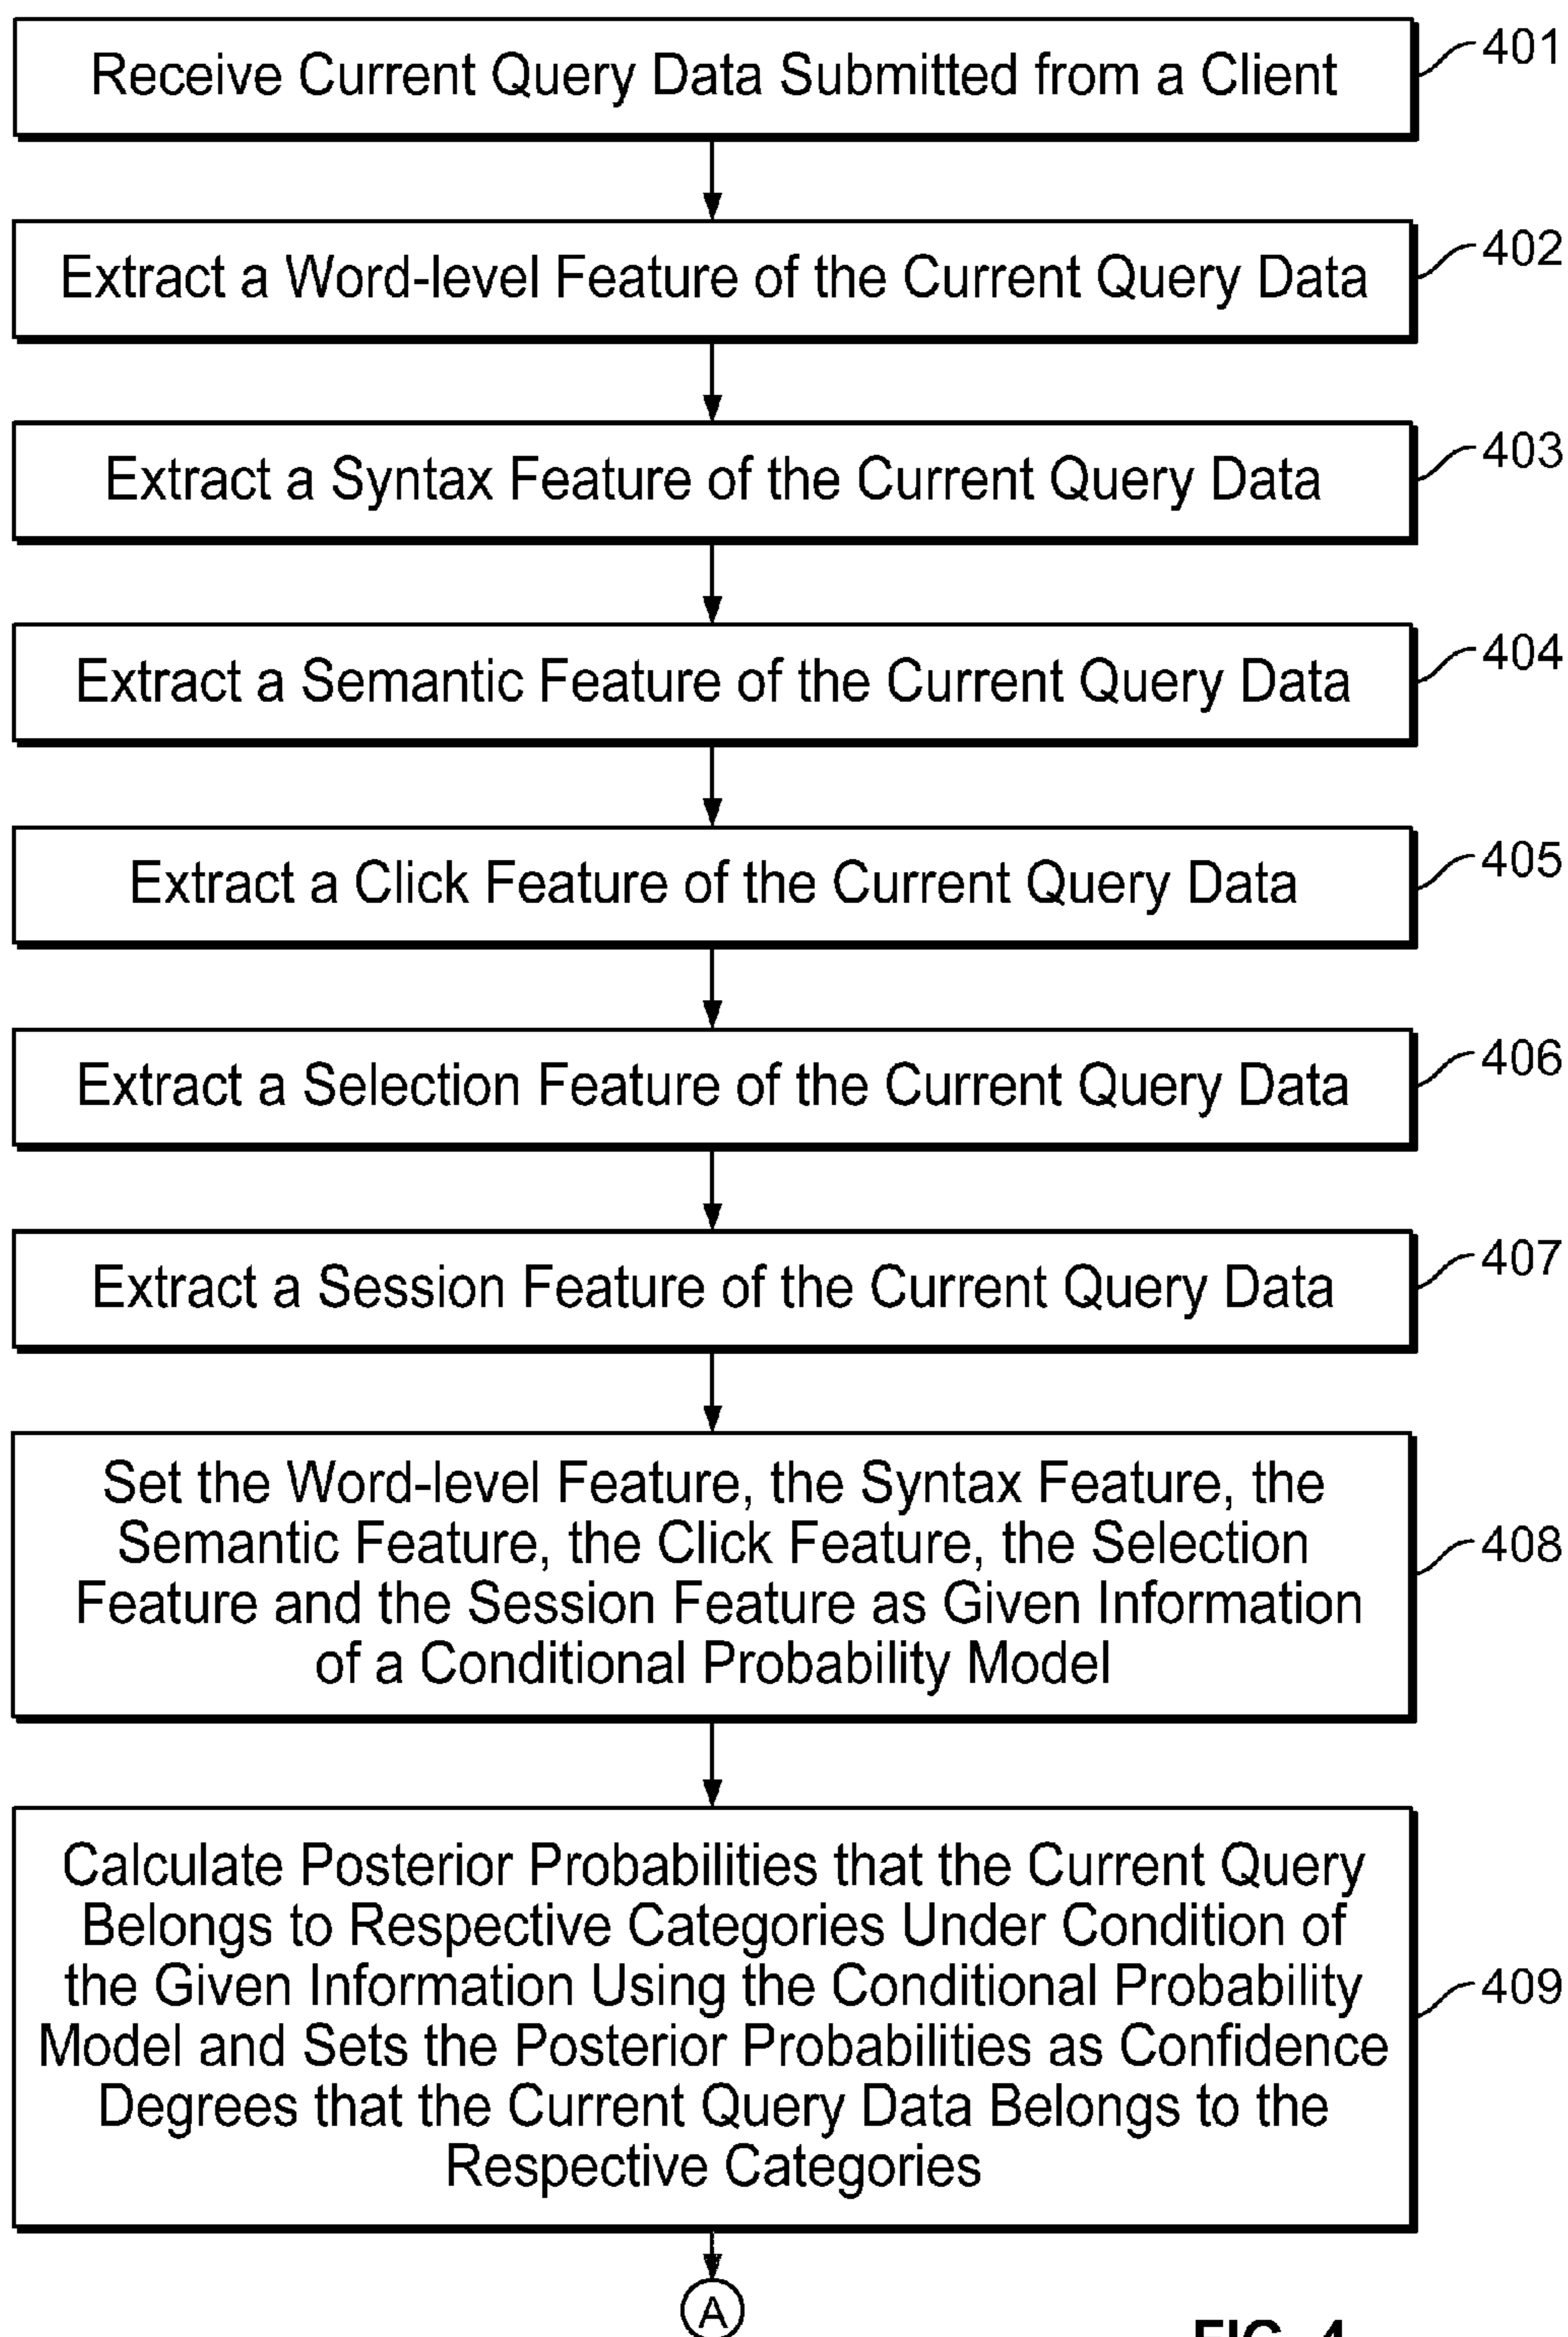 Receive Current Query Data Submitted from a Client
401
Extract a Word-level Feature of the Current Query Data
402
Extract a Syntax Feature of the Current Query Data
403
Extract a Semantic Feature of the Current Query Data
404
Extract a Click Feature of the Current Query Data
405
Extract a Selection Feature of the Current Query Data
406
Extract a Session Feature of the Current Query Data
407
Set the Word-level Feature, the Syntax Feature, the
Semantic Feature, the Click Feature, the Selection
Feature and the Session Feature as Given Information
of a Conditional Probability Model
408
Calculate Posterior Probabilities that the Current Query
Belongs to Respective Categories Under Condition of
the Given Information Using the Conditional Probability
Model and Sets the Posterior Probabilities as Confidence
Degrees that the Current Query Data Belongs to the
Respective Categories
409
A
FIG. 4